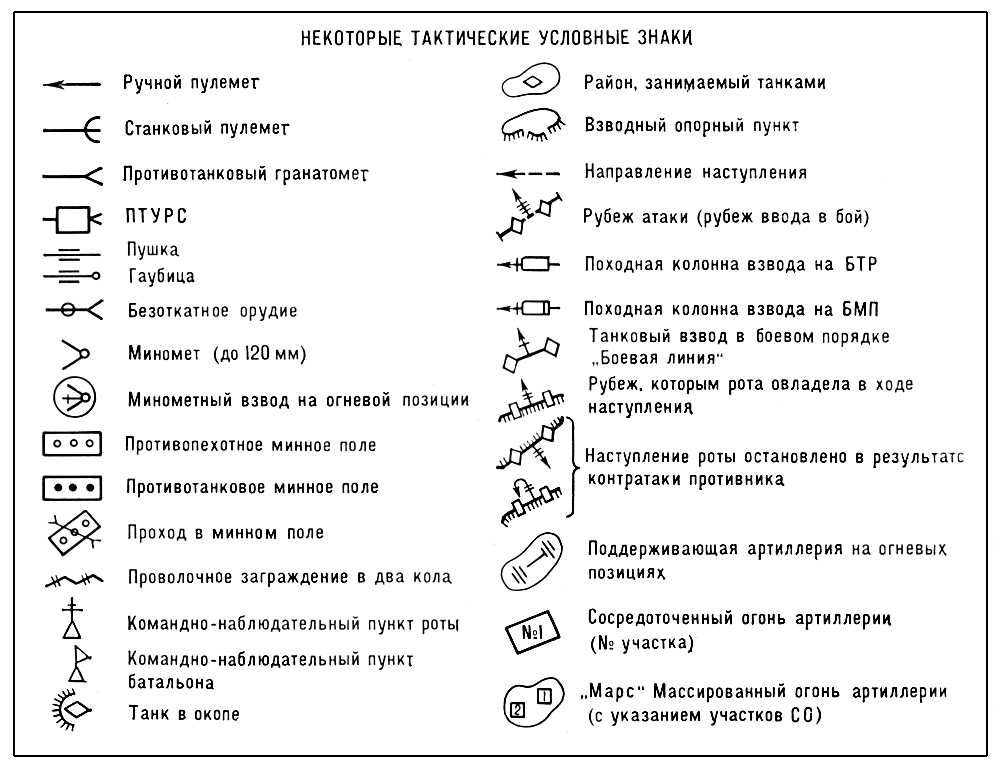 НЕКОТОРЫЕ ТАКТИЧЕСКИЕ УСЛОВНЫЕ ЗНАКИ
Ручной пулемет
Станковый пулемет
Противотанковый гранатомет
ПТУРС
Пушка
Гаубица
Безоткатное орудие
Миномет (до 120 мм)
Минометный взвод на огневой позиции
Противопехотное минное поле
Противотанковое минное поле
Проход в минном поле
Проволочное заграждение в два кола
Командно-наблюдательный пункт роты
Командно-наблюдательный пункт
батальона
Танк в окопе
Район, занимаемый танками
Взводный опорный пункт
Направление наступления
Рубеж атаки (рубеж ввода в бой)
Походная колонна взвода на БТР
Походная колонна взвода на БМП
Танковый взвод в боевом порядке
„Боевая линия“
Рубеж, которым рота овладела в ходе
наступления
Наступление роты остановлено в результате
контратаки противника
Поддерживающая артиллерия на огневых
позициях
№1
Сосредоточенный огонь артиллерии
(№ участка)
1
2
„Марс“ Массированный огонь артиллерии
(с указанием участков СО)